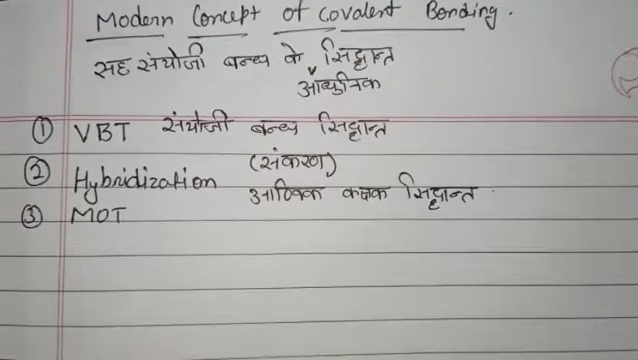 Modern Concept of Covalent Bonding.
सह संयोजी बन्ध के सिद्धान्त
आधुनिक
① VBT संयोजी बन्ध सिद्धान्त
② Hybridization (संकरण)
③ MOT आण्विक कक्षक सिद्धान्त.